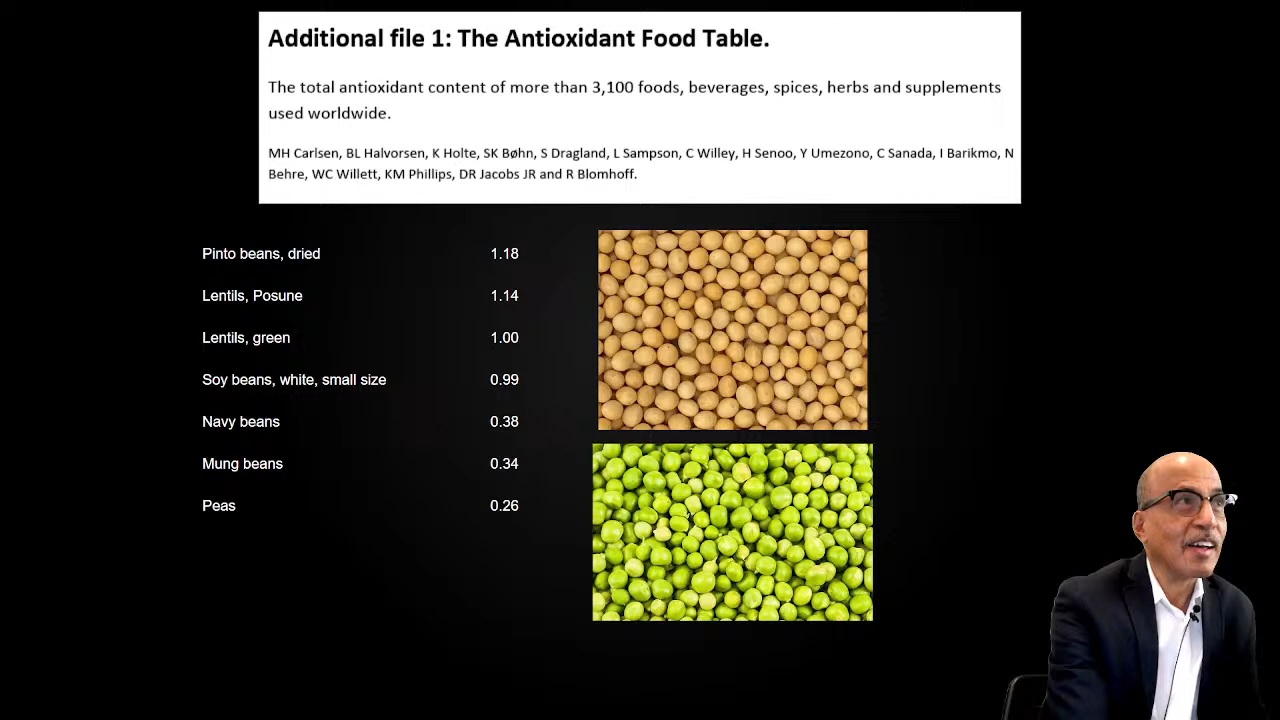 Additional file 1: The Antioxidant Food Table.
The total antioxidant content of more than 3,100 foods, beverages, spices, herbs and supplements
used worldwide.
MH Carlsen, BL Halvorsen, K Holte, SK Bøhn, S Dragland, L Sampson, C Willey, H Senoo, Y Umezono, C Sanada, I Barikmo, N
Behre, WC Willett, KM Phillips, DR Jacobs JR and R Blomhoff.
Pinto beans, dried 1.18
Lentils, Posune 1.14
Lentils, green 1.00
Soy beans, white, small size 0.99
Navy beans 0.38
Mung beans 0.34
Peas 0.26